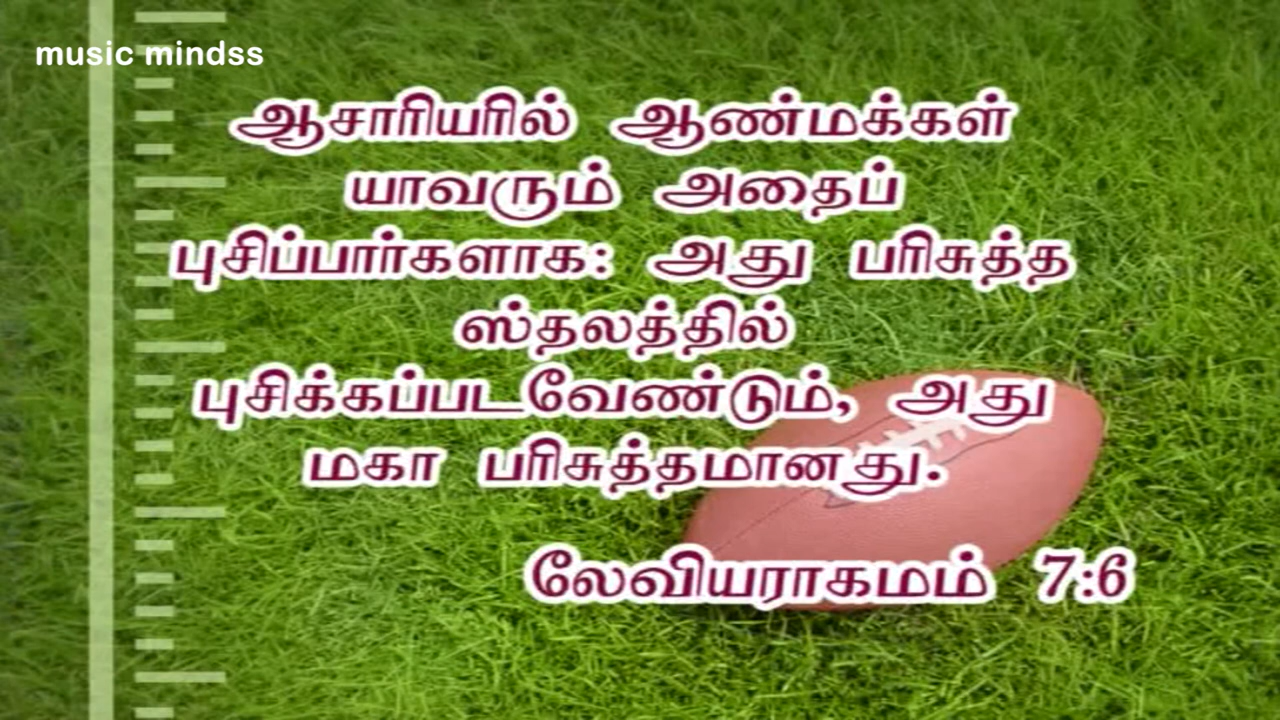 music mindss
ஆசாரியரில் ஆண்மக்கள்
யாவரும் அதைப்
புசிப்பார்களாக: அது பரிசுத்த
ஸ்தலத்தில்
புசிக்கப்படவேண்டும், அது
மகா பரிசுத்தமானது.
லேவியராகமம் 7:6